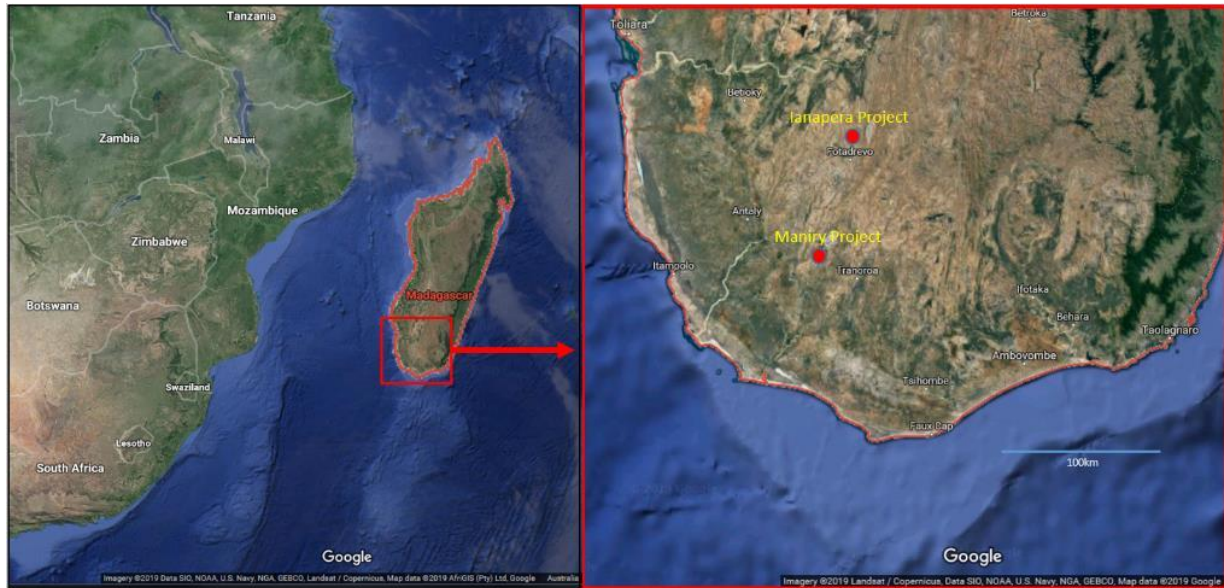 Tanzania
Zambia
Malawi
Mozambique
Zimbabwe
Madagascar
Botswana
Swaziland
Lesotho
South Africa
Google
Imagery ©2019 Data SIO, NOAA, U.S. Navy, NGA, GEBCO, Landsat / Copernicus, Map data ©2019 AfriGIS (Pty) Ltd, Google Australia
Toliara
Betroka
Betioky
Ianapera Project
Fotadrevo
Antaly
Maniry Project
Itampolo
Tranoroa
Ifotaka
Behara
Taolagnaro
Ambovombe
Tsihombe
Faux Cap
100km
Google
Imagery ©2019 Landsat / Copernicus, Data SIO, NOAA, U.S. Navy, NGA, GEBCO, Map data ©2019 Google